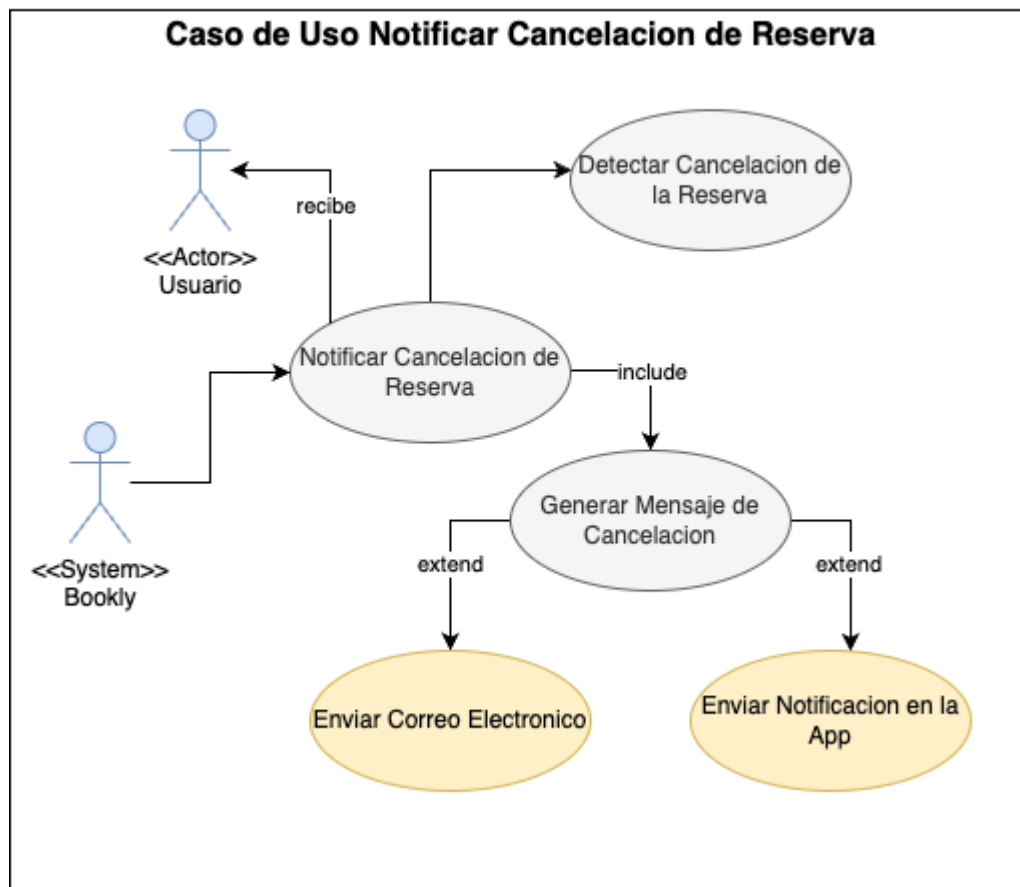 Caso de Uso Notificar Cancelacion de Reserva
Detectar Cancelacion de
la Reserva
recibe
<<Actor>>
Usuario
Notificar Cancelacion de
Reserva
include
<<System>>
Bookly
Generar Mensaje de
Cancelacion
extend
extend
Enviar Correo Electronico
Enviar Notificacion en la
App